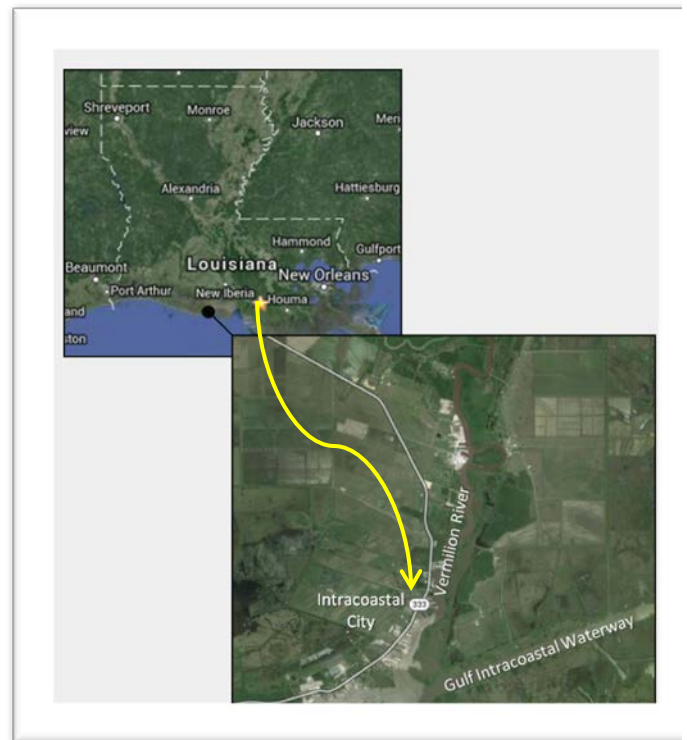 Shreveport
Monroe
Jackson
Mer
view
Alexandria
Hattiesburg
Hammond
Gulfport
Louisiana
Beaumont
New Orleans
Port Arthur
New Iberia
Houma
and
ston
Vermilion River
Intracoastal
City
333
Gulf Intracoastal Waterway